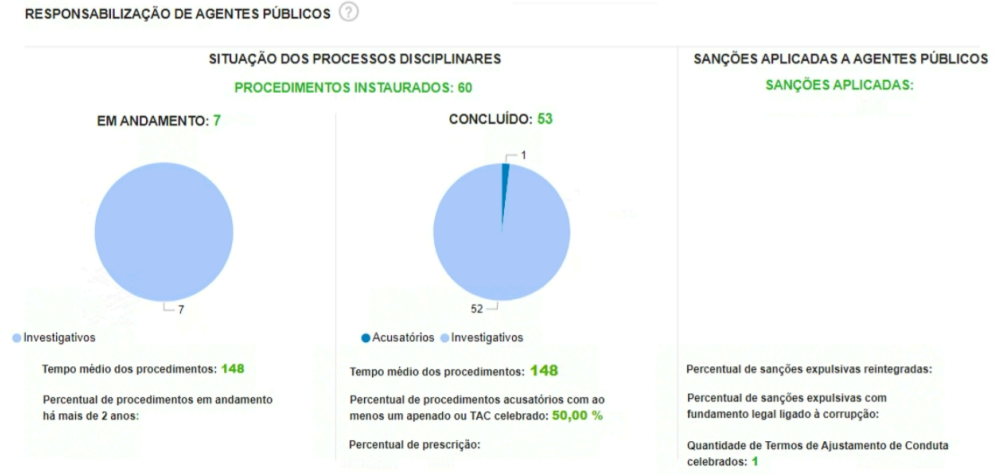 RESPONSABILIZAÇÃO DE AGENTES PÚBLICOS ?
SITUAÇÃO DOS PROCESSOS DISCIPLINARES
PROCEDIMENTOS INSTAURADOS: 60
EM ANDAMENTO: 7
7
Investigativos
Tempo médio dos procedimentos: 148
Percentual de procedimentos em andamento
há mais de 2 anos:
CONCLUÍDO: 53
1
52
Acusatórios Investigativos
Tempo médio dos procedimentos: 148
Percentual de procedimentos acusatórios com ao
menos um apenado ou TAC celebrado: 50,00 %
Percentual de prescrição:
SANÇÕES APLICADAS A AGENTES PÚBLICOS
SANÇÕES APLICADAS:
Percentual de sanções expulsivas reintegradas:
Percentual de sanções expulsivas com
fundamento legal ligado à corrupção:
Quantidade de Termos de Ajustamento de Conduta
celebrados: 1